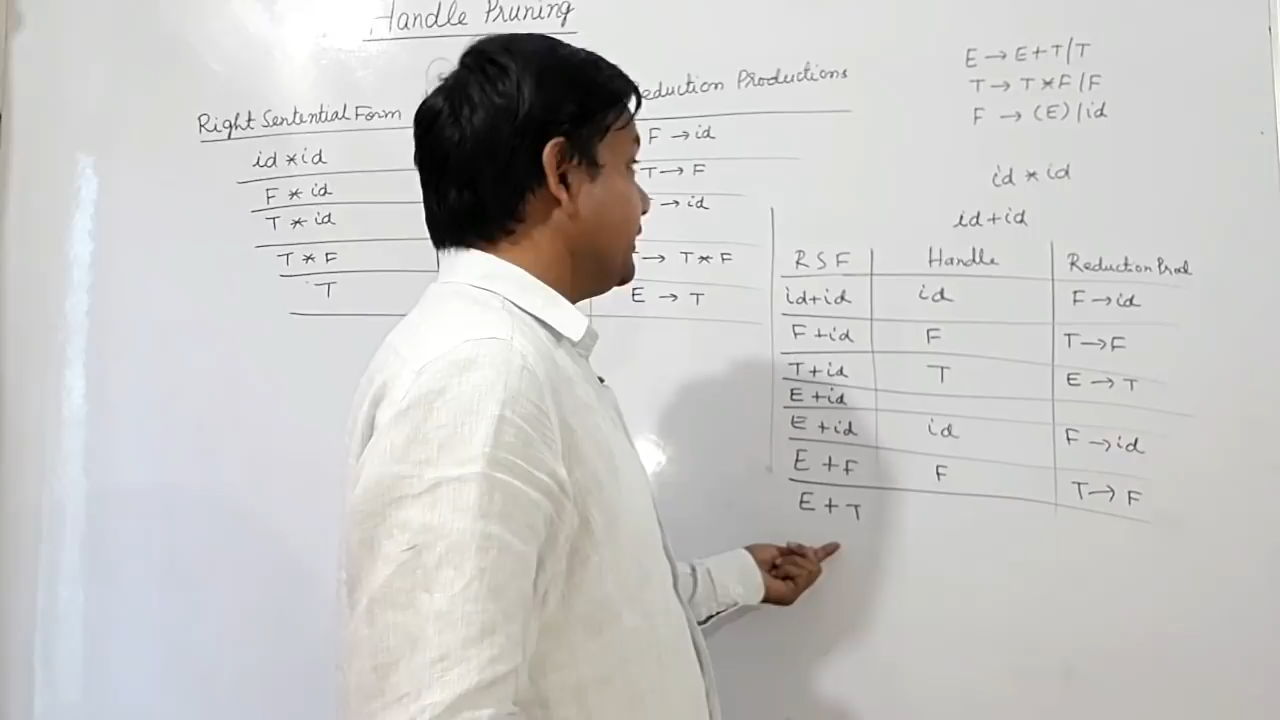 Handle Pruning
Right Sentential Form
id * id
F * id
T * id
T * F
T
eduction Productions
F → id
T → F
→ id
→ T * F
E → T
E → E + T / T
T → T * F / F
F → (E) / id
id * id
id + id
RSF Handle Reduction Prod
id+id id F → id
F + id F T → F
T + id T E → T
E + id
E + id id F → id
E + F F T → F
E + T